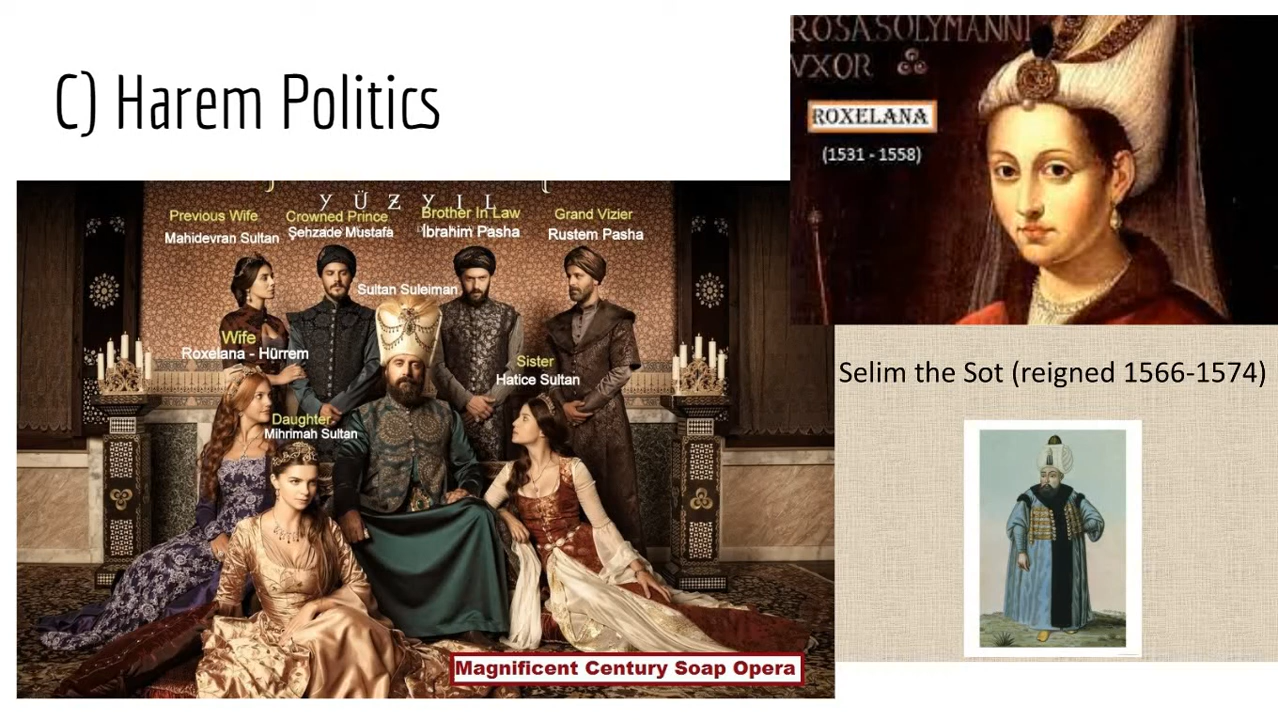 C) Harem Politics
ROSA SOLYMANNI
VXOR
ROXELANA
(1531 - 1558)
YÜZYIL
Previous Wife
Mahidevran Sultan
Crowned Prince
Şehzade Mustafa
Brother In Law
İbrahim Pasha
Grand Vizier
Rustem Pasha
Sultan Suleiman
Wife
Roxelana - Hürrem
Sister
Hatice Sultan
Daughter
Mihrimah Sultan
Magnificent Century Soap Opera
Selim the Sot (reigned 1566-1574)